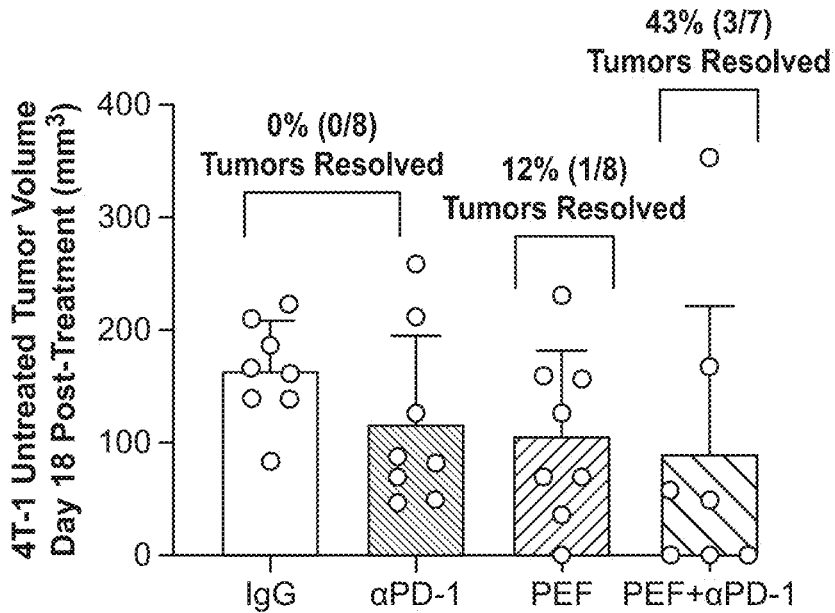 43% (3/7)
Tumors Resolved
0% (0/8)
Tumors Resolved
12% (1/8)
Tumors Resolved
4T-1 Untreated Tumor Volume
Day 18 Post-Treatment (mm³)
400
300
200
100
0
IgG
αPD-1
PEF
PEF+αPD-1